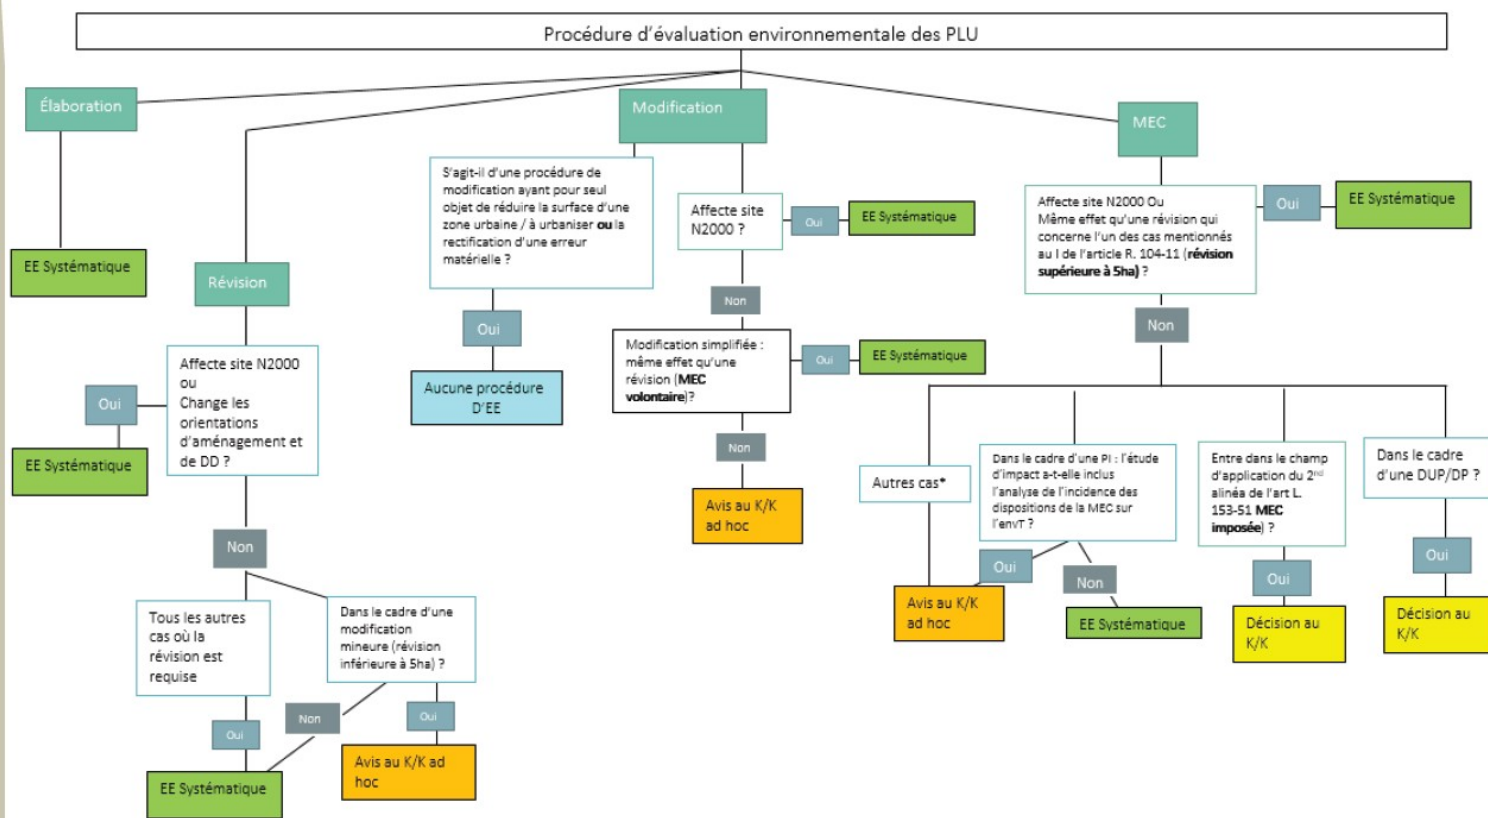 Procédure d'évaluation environnementale des PLU
Élaboration
EE Systématique
Révision
Affecte site N2000
ou
Change les
orientations
d'aménagement et
de DD ?
Oui
EE Systématique
Non
Tous les autres
cas où la
révision est
requise
Oui
EE Systématique
Dans le cadre d'une
modification
mineure (révision
inférieure à 5ha) ?
Non
Oui
Avis au K/K ad
hoc
Modification
S'agit-il d'une procédure de
modification ayant pour seul
objet de réduire la surface d'une
zone urbaine / à urbaniser ou la
rectification d'une erreur
matérielle ?
Oui
Aucune procédure
D'EE
Affecte site
N2000 ?
Oui
EE Systématique
Non
Modification simplifiée :
même effet qu'une
révision (MEC
volontaire)?
Oui
EE Systématique
Non
Avis au K/K
ad hoc
MEC
Affecte site N2000 Ou
Même effet qu'une révision qui
concerne l'un des cas mentionnés
au I de l'article R. 104-11 (révision
supérieure à 5ha) ?
Oui
EE Systématique
Non
Autres cas*
Avis au K/K
ad hoc
Dans le cadre d'une PI : l'étude
d'impact a-t-elle inclus
l'analyse de l'incidence des
dispositions de la MEC sur
l'envT ?
Oui
Non
EE Systématique
Entre dans le champ
d'application du 2nd
alinéa de l'art L.
153-51 MEC
imposée) ?
Oui
Décision au
K/K
Dans le cadre
d'une DUP/DP ?
Oui
Décision au
K/K